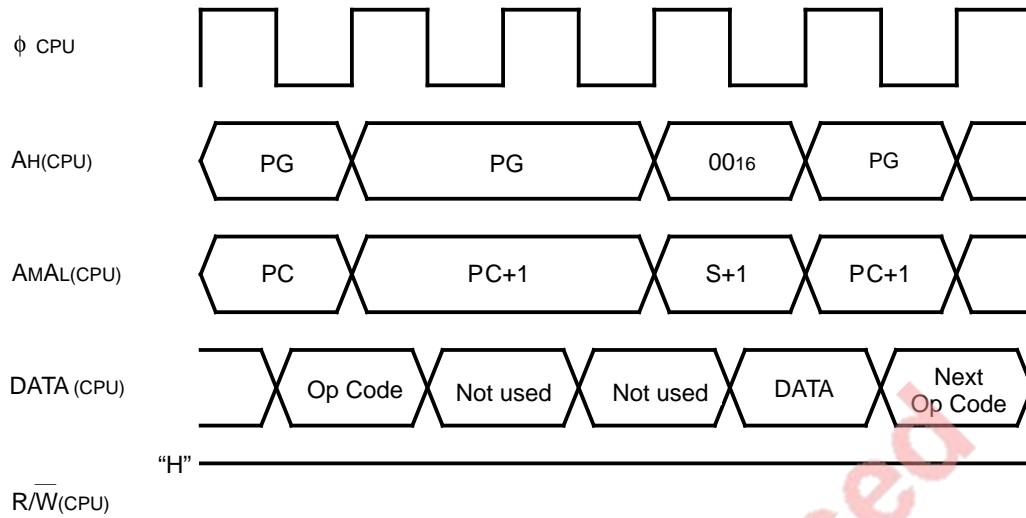 ϕ CPU
AH(CPU) PG PG 0016 PG
AMAL(CPU) PC PC+1 S+1 PC+1
DATA (CPU) Op Code Not used Not used DATA Next
Op Code
“H”
R/W̅(CPU)